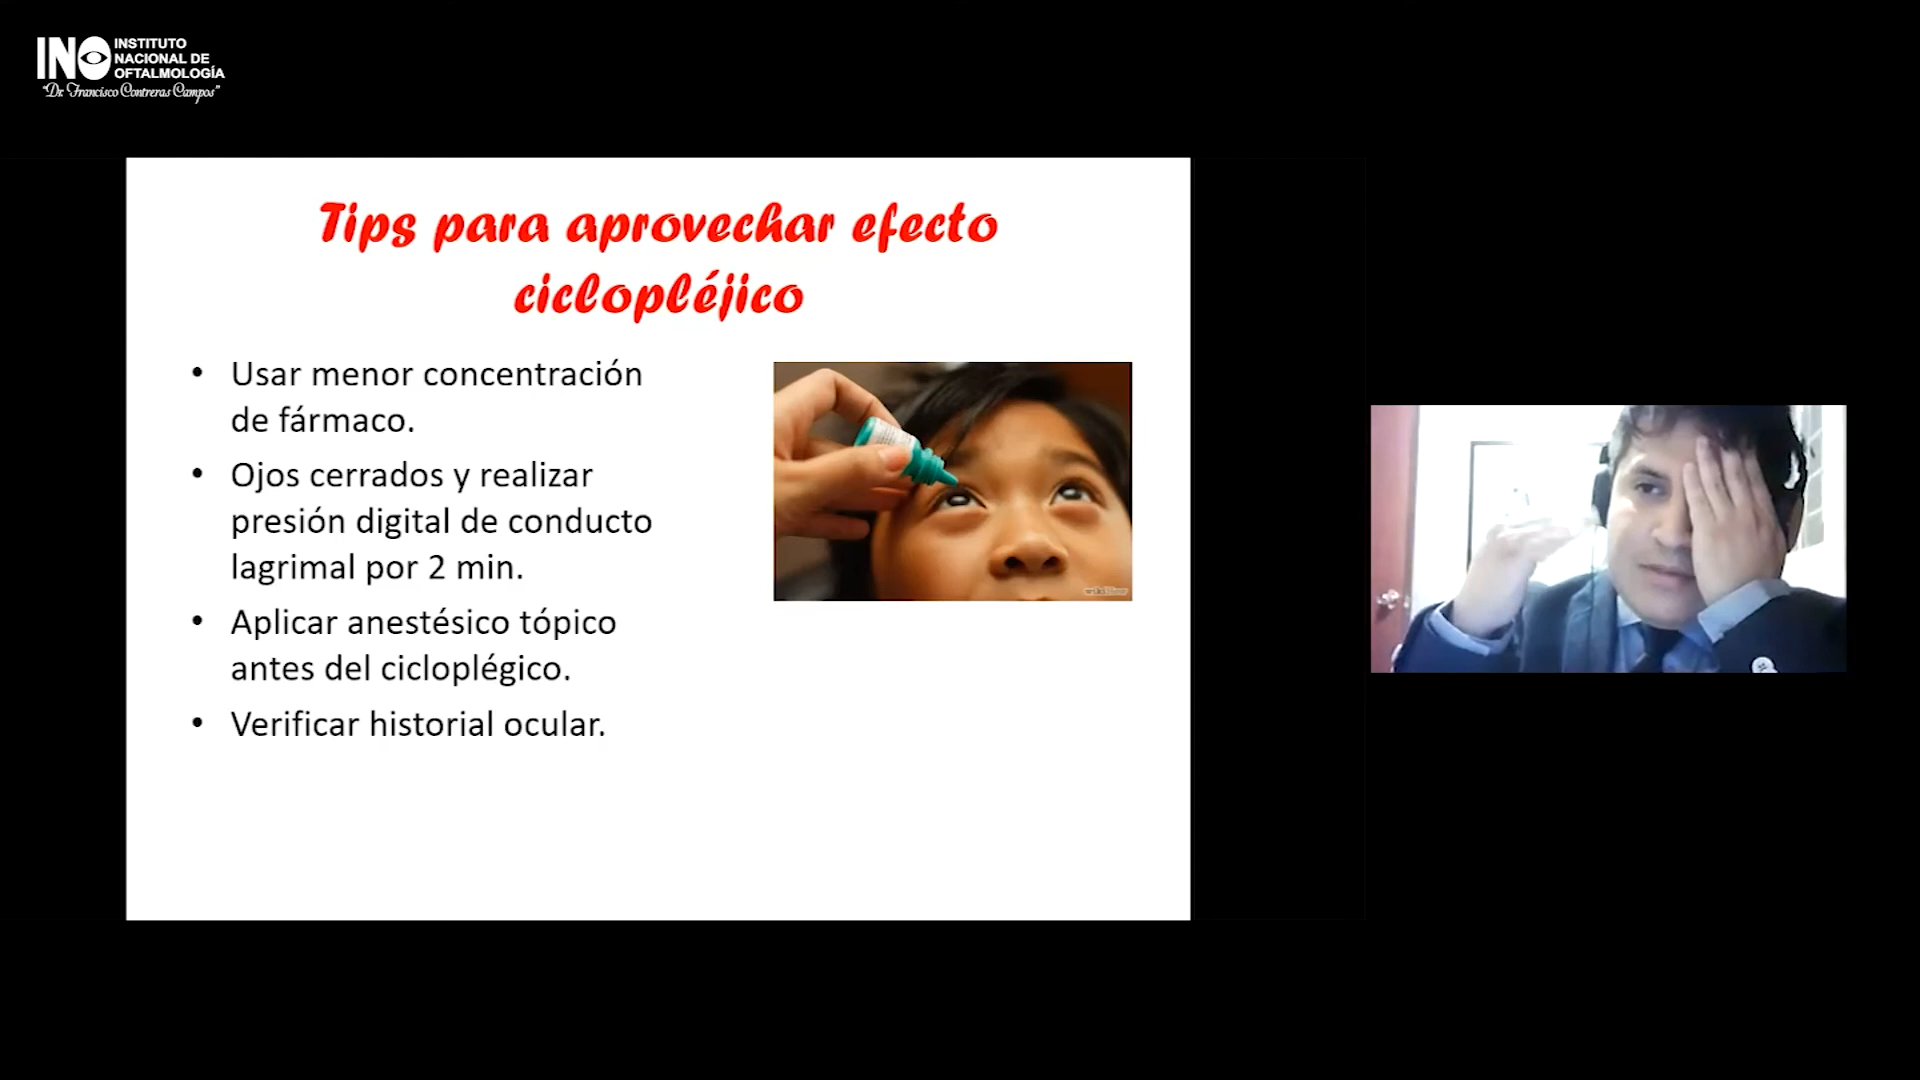 INO INSTITUTO
NACIONAL DE
OFTALMOLOGÍA
"Dr. Francisco Contreras Campos"
Tips para aprovechar efecto
ciclopléjico
• Usar menor concentración
de fármaco.
• Ojos cerrados y realizar
presión digital de conducto
lagrimal por 2 min.
• Aplicar anestésico tópico
antes del cicloplégico.
• Verificar historial ocular.